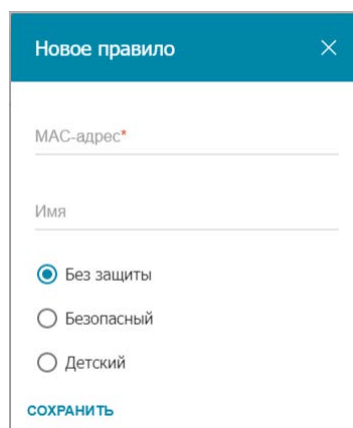 Новое правило
MAC-адрес*
Имя
Без защиты
Безопасный
Детский
СОХРАНИТЬ